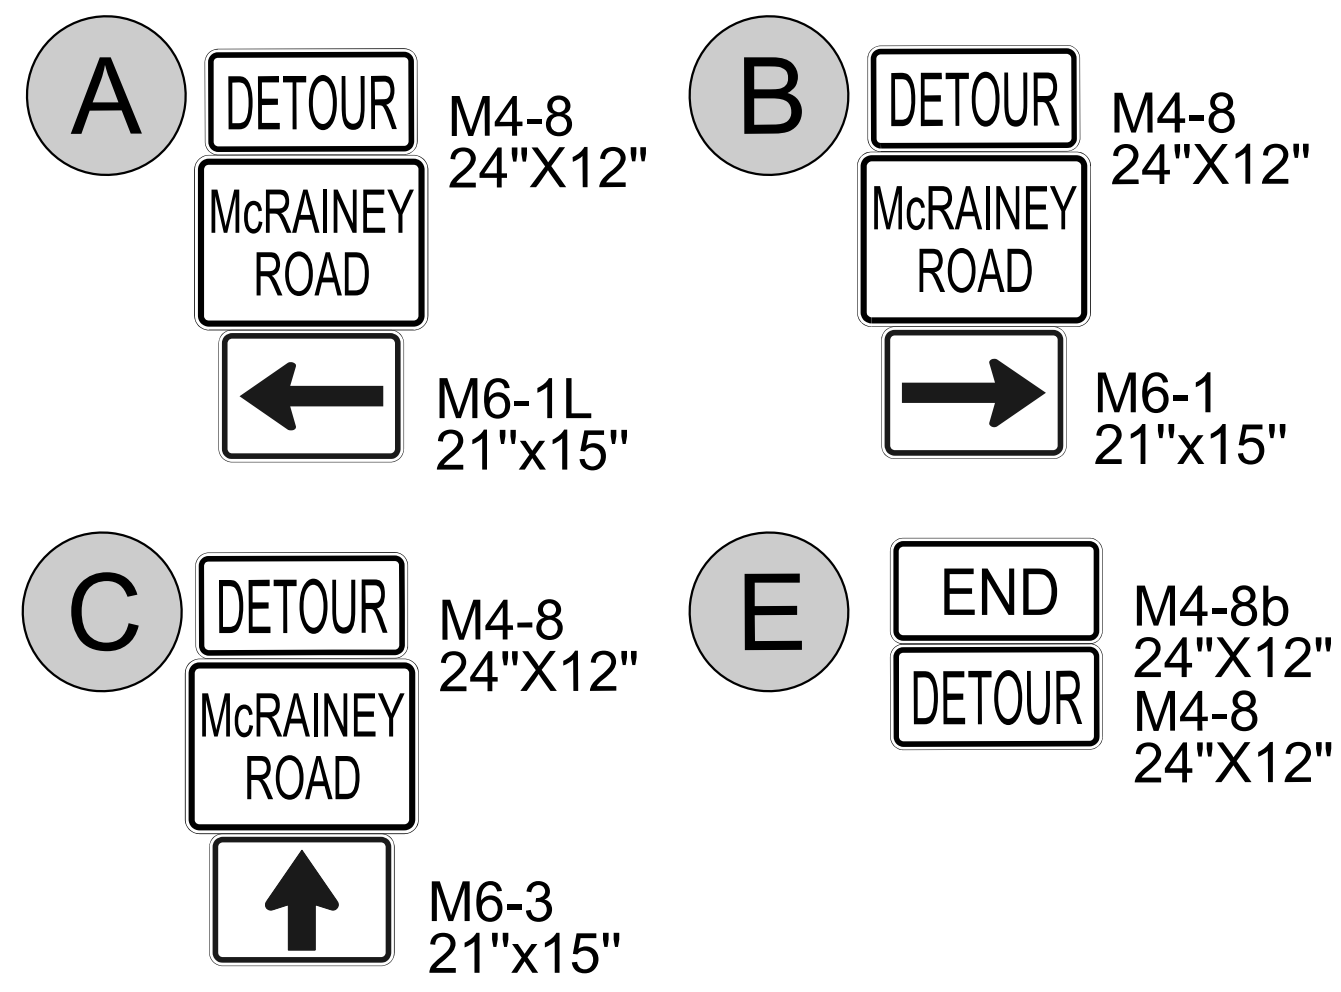 A
DETOUR
M4-8
24"X12"
McRAINEY
ROAD
M6-1L
21"x15"
B
DETOUR
M4-8
24"X12"
McRAINEY
ROAD
M6-1
21"x15"
C
DETOUR
M4-8
24"X12"
McRAINEY
ROAD
M6-3
21"x15"
E
END
M4-8b
24"X12"
DETOUR
M4-8
24"X12"